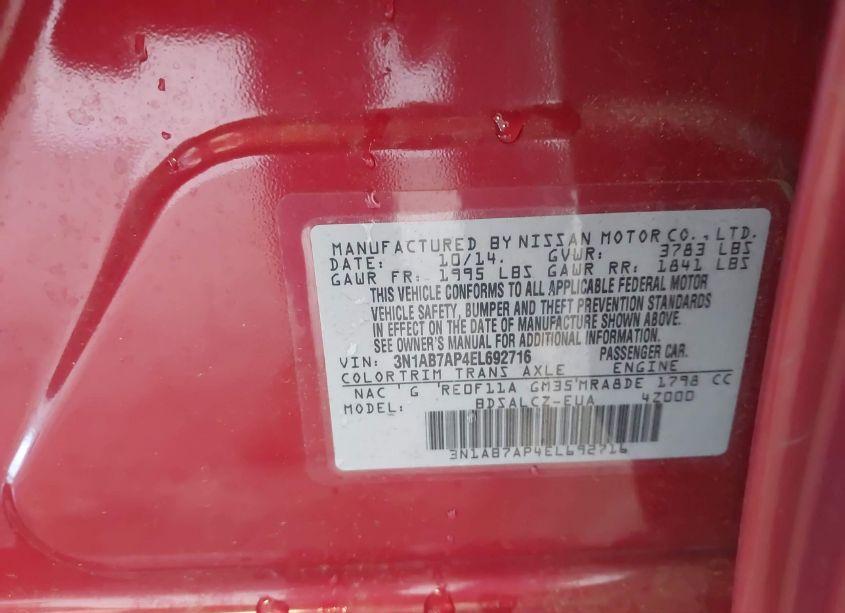 MANUFACTURED BY NISSAN MOTOR CO., LTD.
DATE: 10/14. GVWR: 3783 LBS
GAWR FR: 1995 LBS GAWR RR: 1841 LBS
THIS VEHICLE CONFORMS TO ALL APPLICABLE FEDERAL MOTOR
VEHICLE SAFETY, BUMPER AND THEFT PREVENTION STANDARDS
IN EFFECT ON THE DATE OF MANUFACTURE SHOWN ABOVE.
SEE OWNER'S MANUAL FOR ADDITIONAL INFORMATION.
VIN: 3N1AB7AP4EL692716 PASSENGER CAR.
COLOR TRIM TRANS AXLE ENGINE
NAC G RE0F11A GM35 MRA8DE 1798 CC
MODEL: BDSALCZ-EUA 4Z000
3N1AB7AP4EL692716